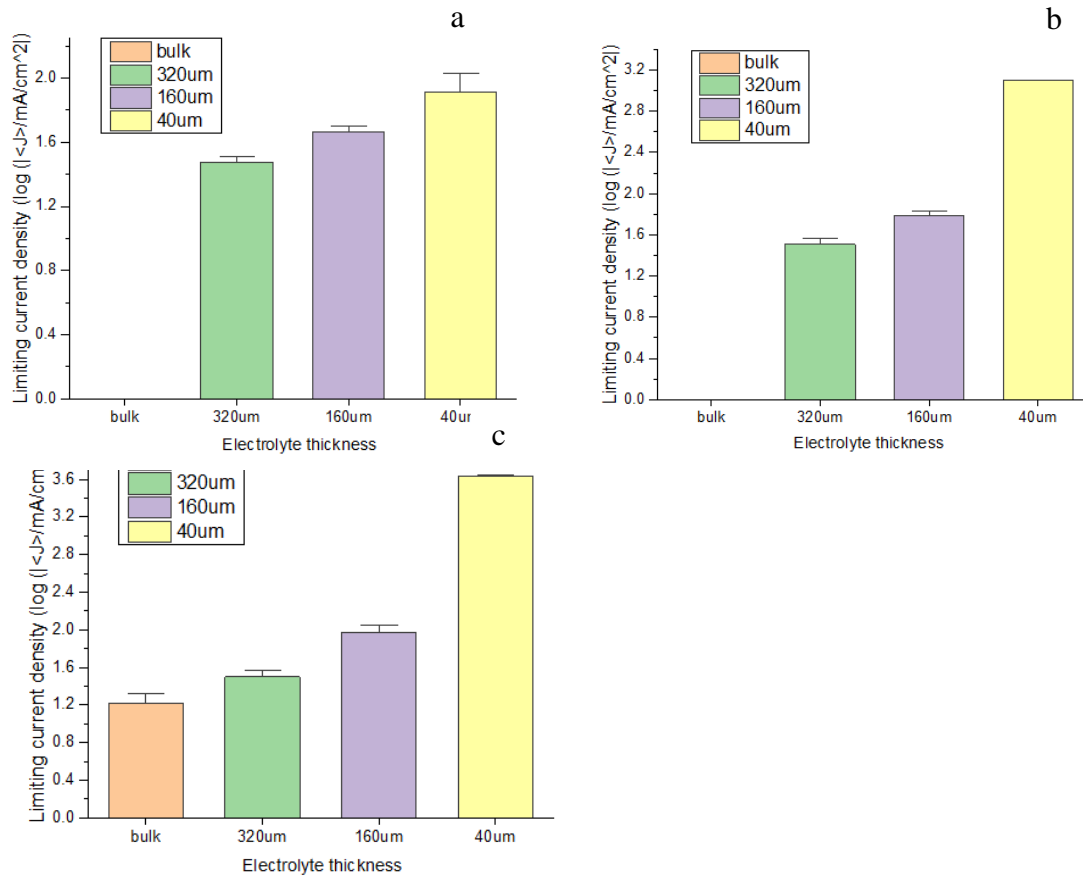 a
bulk
320um
160um
40um
Limiting current density (log (|<J>/mA/cm^2|)
2.0
1.6
1.2
0.8
0.4
0.0
bulk
320um
160um
40ur
Electrolyte thickness
b
bulk
320um
160um
40um
Limiting current density (log (|<J>/mA/cm^2|)
3.2
2.8
2.4
2.0
1.6
1.2
0.8
0.4
0.0
bulk
320um
160um
40um
Electrolyte thickness
c
320um
160um
40um
Limiting current density (log (|<J>/mA/cm
3.6
3.2
2.8
2.4
2.0
1.6
1.2
0.8
0.4
0.0
bulk
320um
160um
40um
Electrolyte thickness